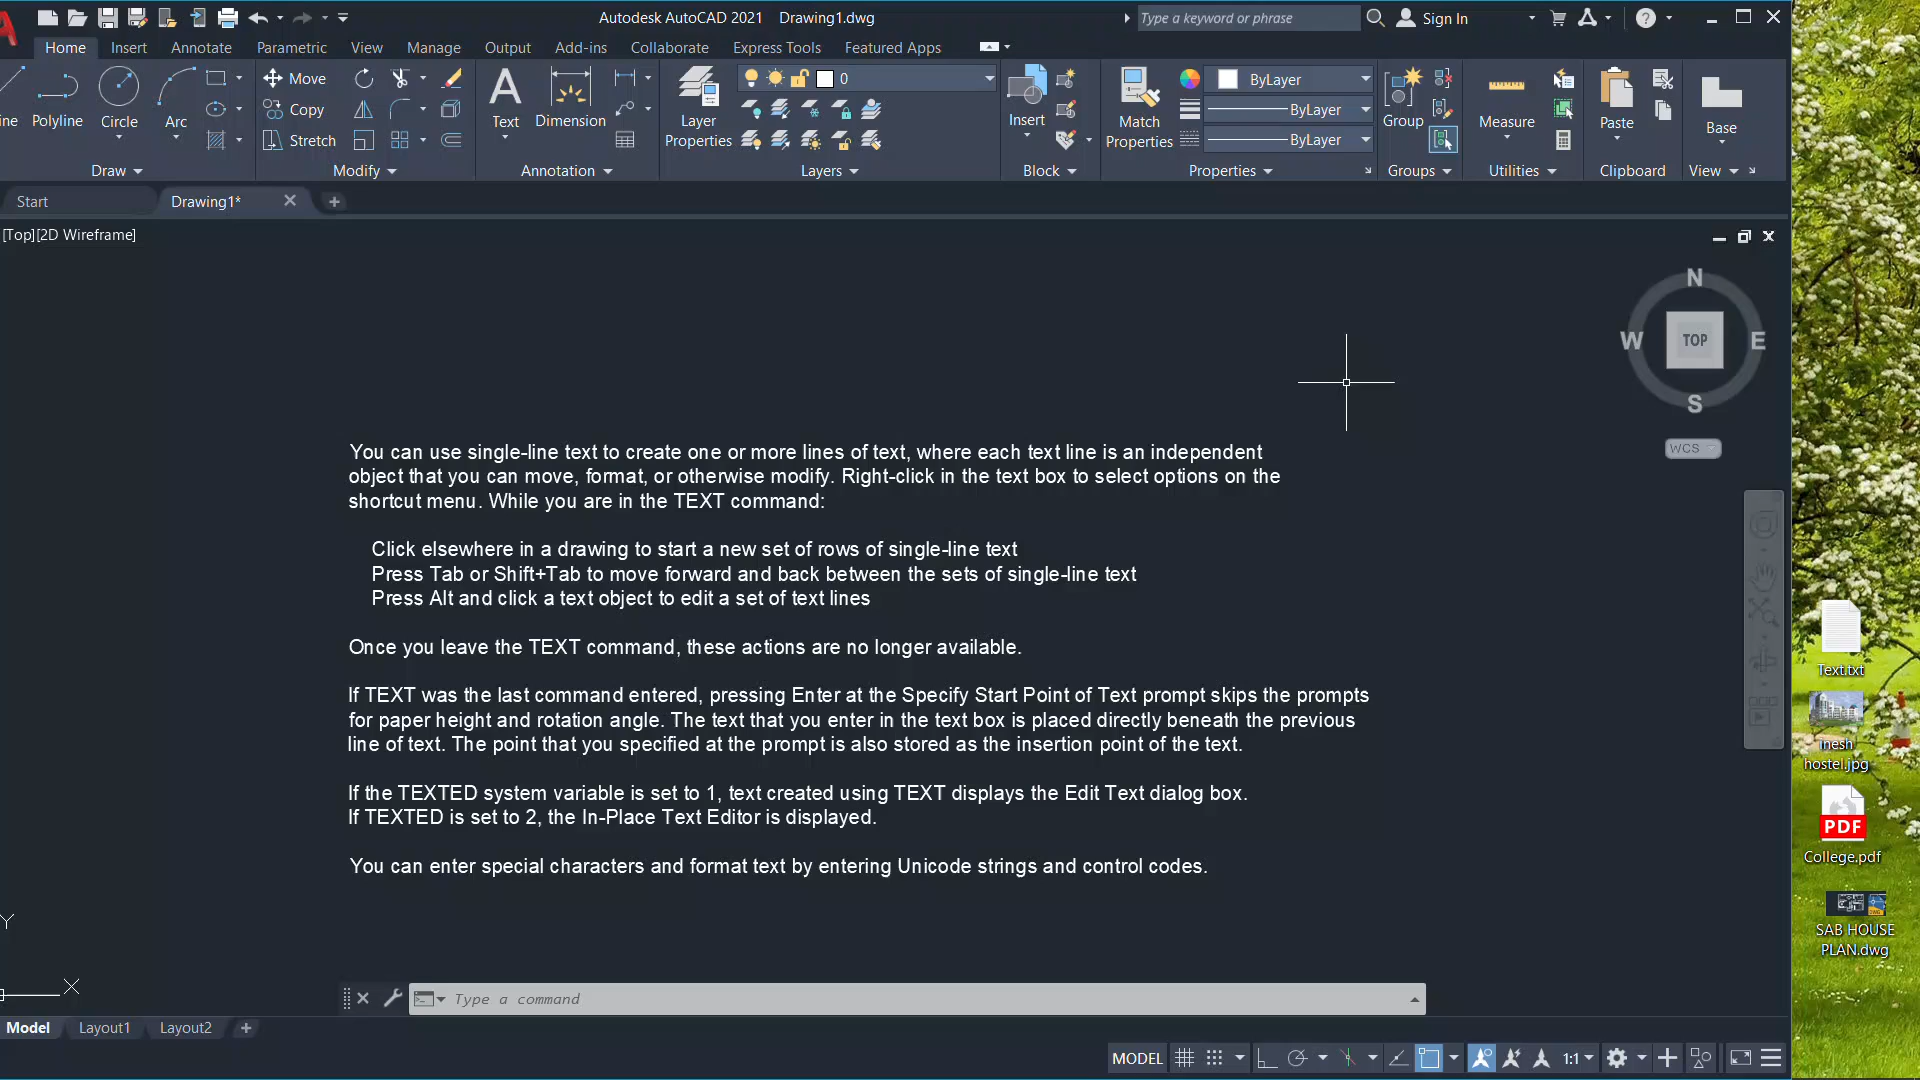 Autodesk AutoCAD 2021 Drawing1.dwg
Type a keyword or phrase
Sign In
Home Insert Annotate Parametric View Manage Output Add-ins Collaborate Express Tools Featured Apps
ine Polyline Circle Arc
Move
Copy
Stretch
Text Dimension
Layer
Properties
0
Insert
Match
Properties
ByLayer
ByLayer
ByLayer
Group
Measure
Paste
Base
Draw Modify Annotation Layers Block Properties Groups Utilities Clipboard View
Start Drawing1*
[Top][2D Wireframe]
N
W TOP E
S
WCS
You can use single-line text to create one or more lines of text, where each text line is an independent
object that you can move, format, or otherwise modify. Right-click in the text box to select options on the
shortcut menu. While you are in the TEXT command:
Click elsewhere in a drawing to start a new set of rows of single-line text
Press Tab or Shift+Tab to move forward and back between the sets of single-line text
Press Alt and click a text object to edit a set of text lines
Once you leave the TEXT command, these actions are no longer available.
If TEXT was the last command entered, pressing Enter at the Specify Start Point of Text prompt skips the prompts
for paper height and rotation angle. The text that you enter in the text box is placed directly beneath the previous
line of text. The point that you specified at the prompt is also stored as the insertion point of the text.
If the TEXTED system variable is set to 1, text created using TEXT displays the Edit Text dialog box.
If TEXTED is set to 2, the In-Place Text Editor is displayed.
You can enter special characters and format text by entering Unicode strings and control codes.
Text.txt
inesh
hostel.jpg
PDF
College.pdf
SAB HOUSE
PLAN.dwg
Y
X
Type a command
Model Layout1 Layout2
MODEL 1:1